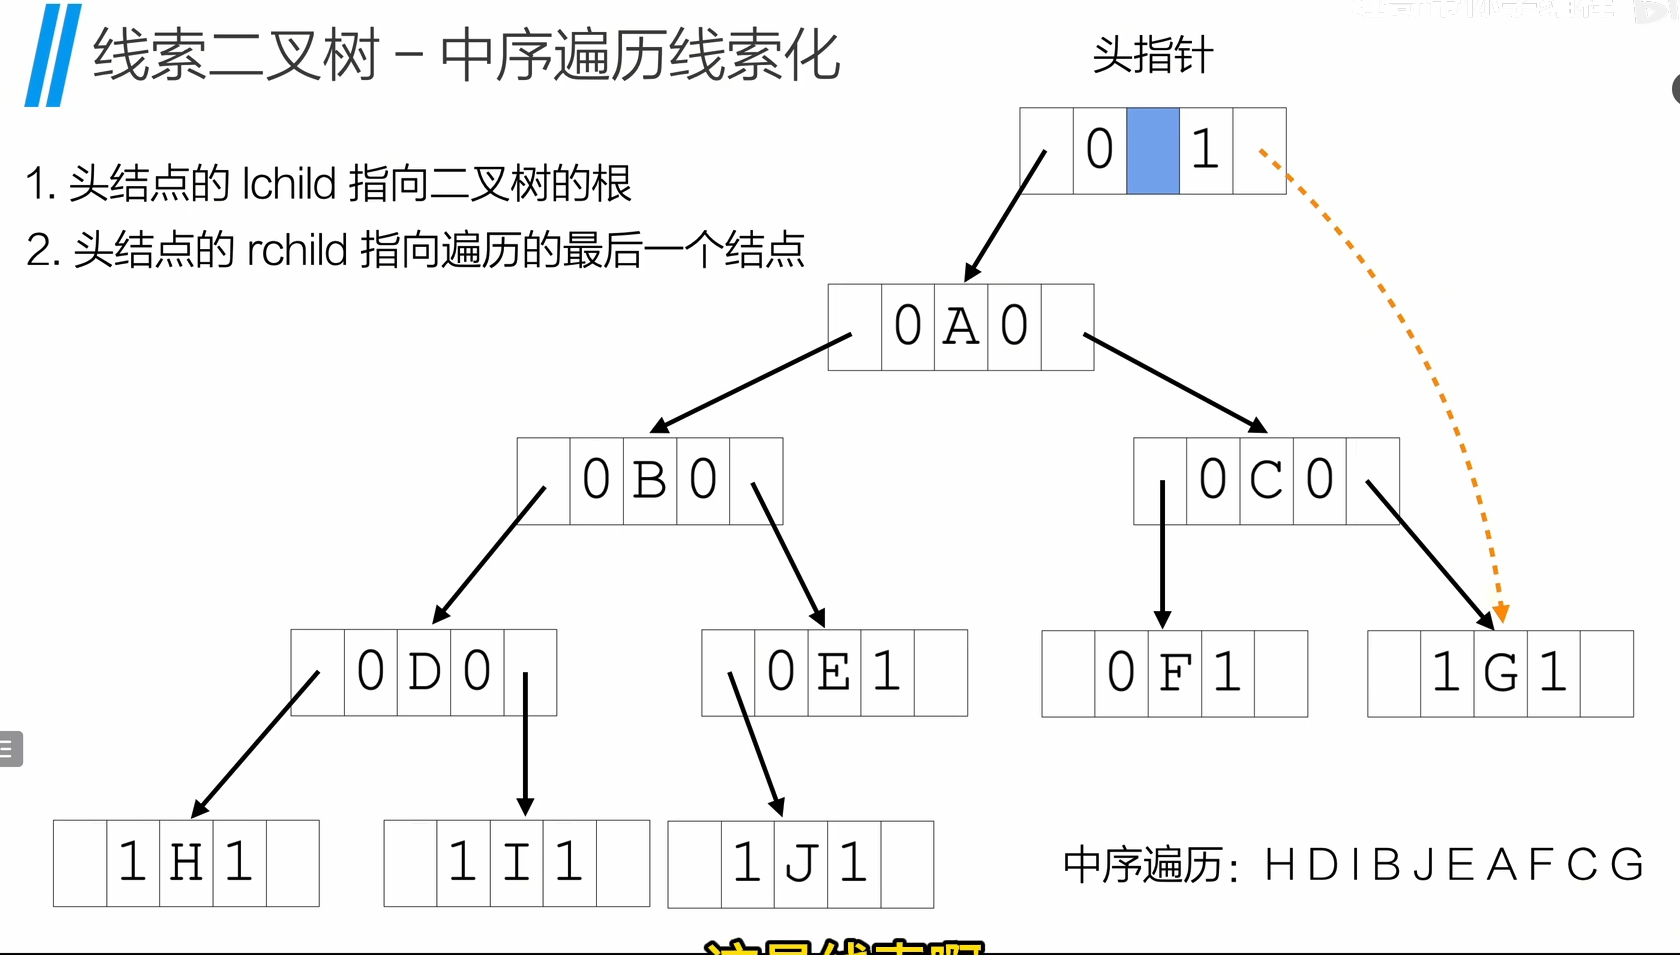 线索二叉树 – 中序遍历线索化
头指针
1. 头结点的 lchild 指向二叉树的根
2. 头结点的 rchild 指向遍历的最后一个结点
0 1
0 A 0
0 B 0
0 C 0
0 D 0
0 E 1
0 F 1
1 G 1
1 H 1
1 I 1
1 J 1
中序遍历: H D I B J E A F C G